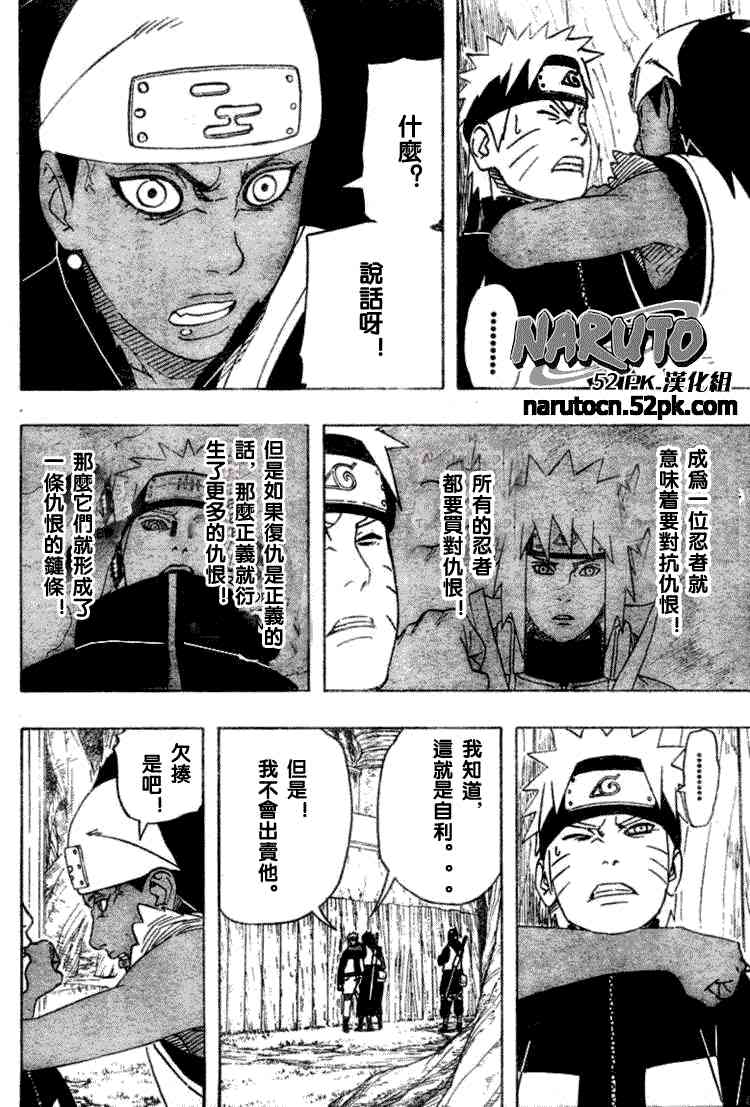 ………
什麼？
說話呀！
NARUTO
52PK 漢化組
narutocn.52pk.com
成爲一位忍者就
意味着要對抗仇恨！
所有的忍者
都要買對仇恨！
但是如果復仇是正義的
話，那麼正義就衍
生了更多的仇恨！
那麼它們就形成了
一條仇恨的鏈條！
………
我知道，
這就是自利。。。
但是！
我不會出賣他。
欠揍
是吧！